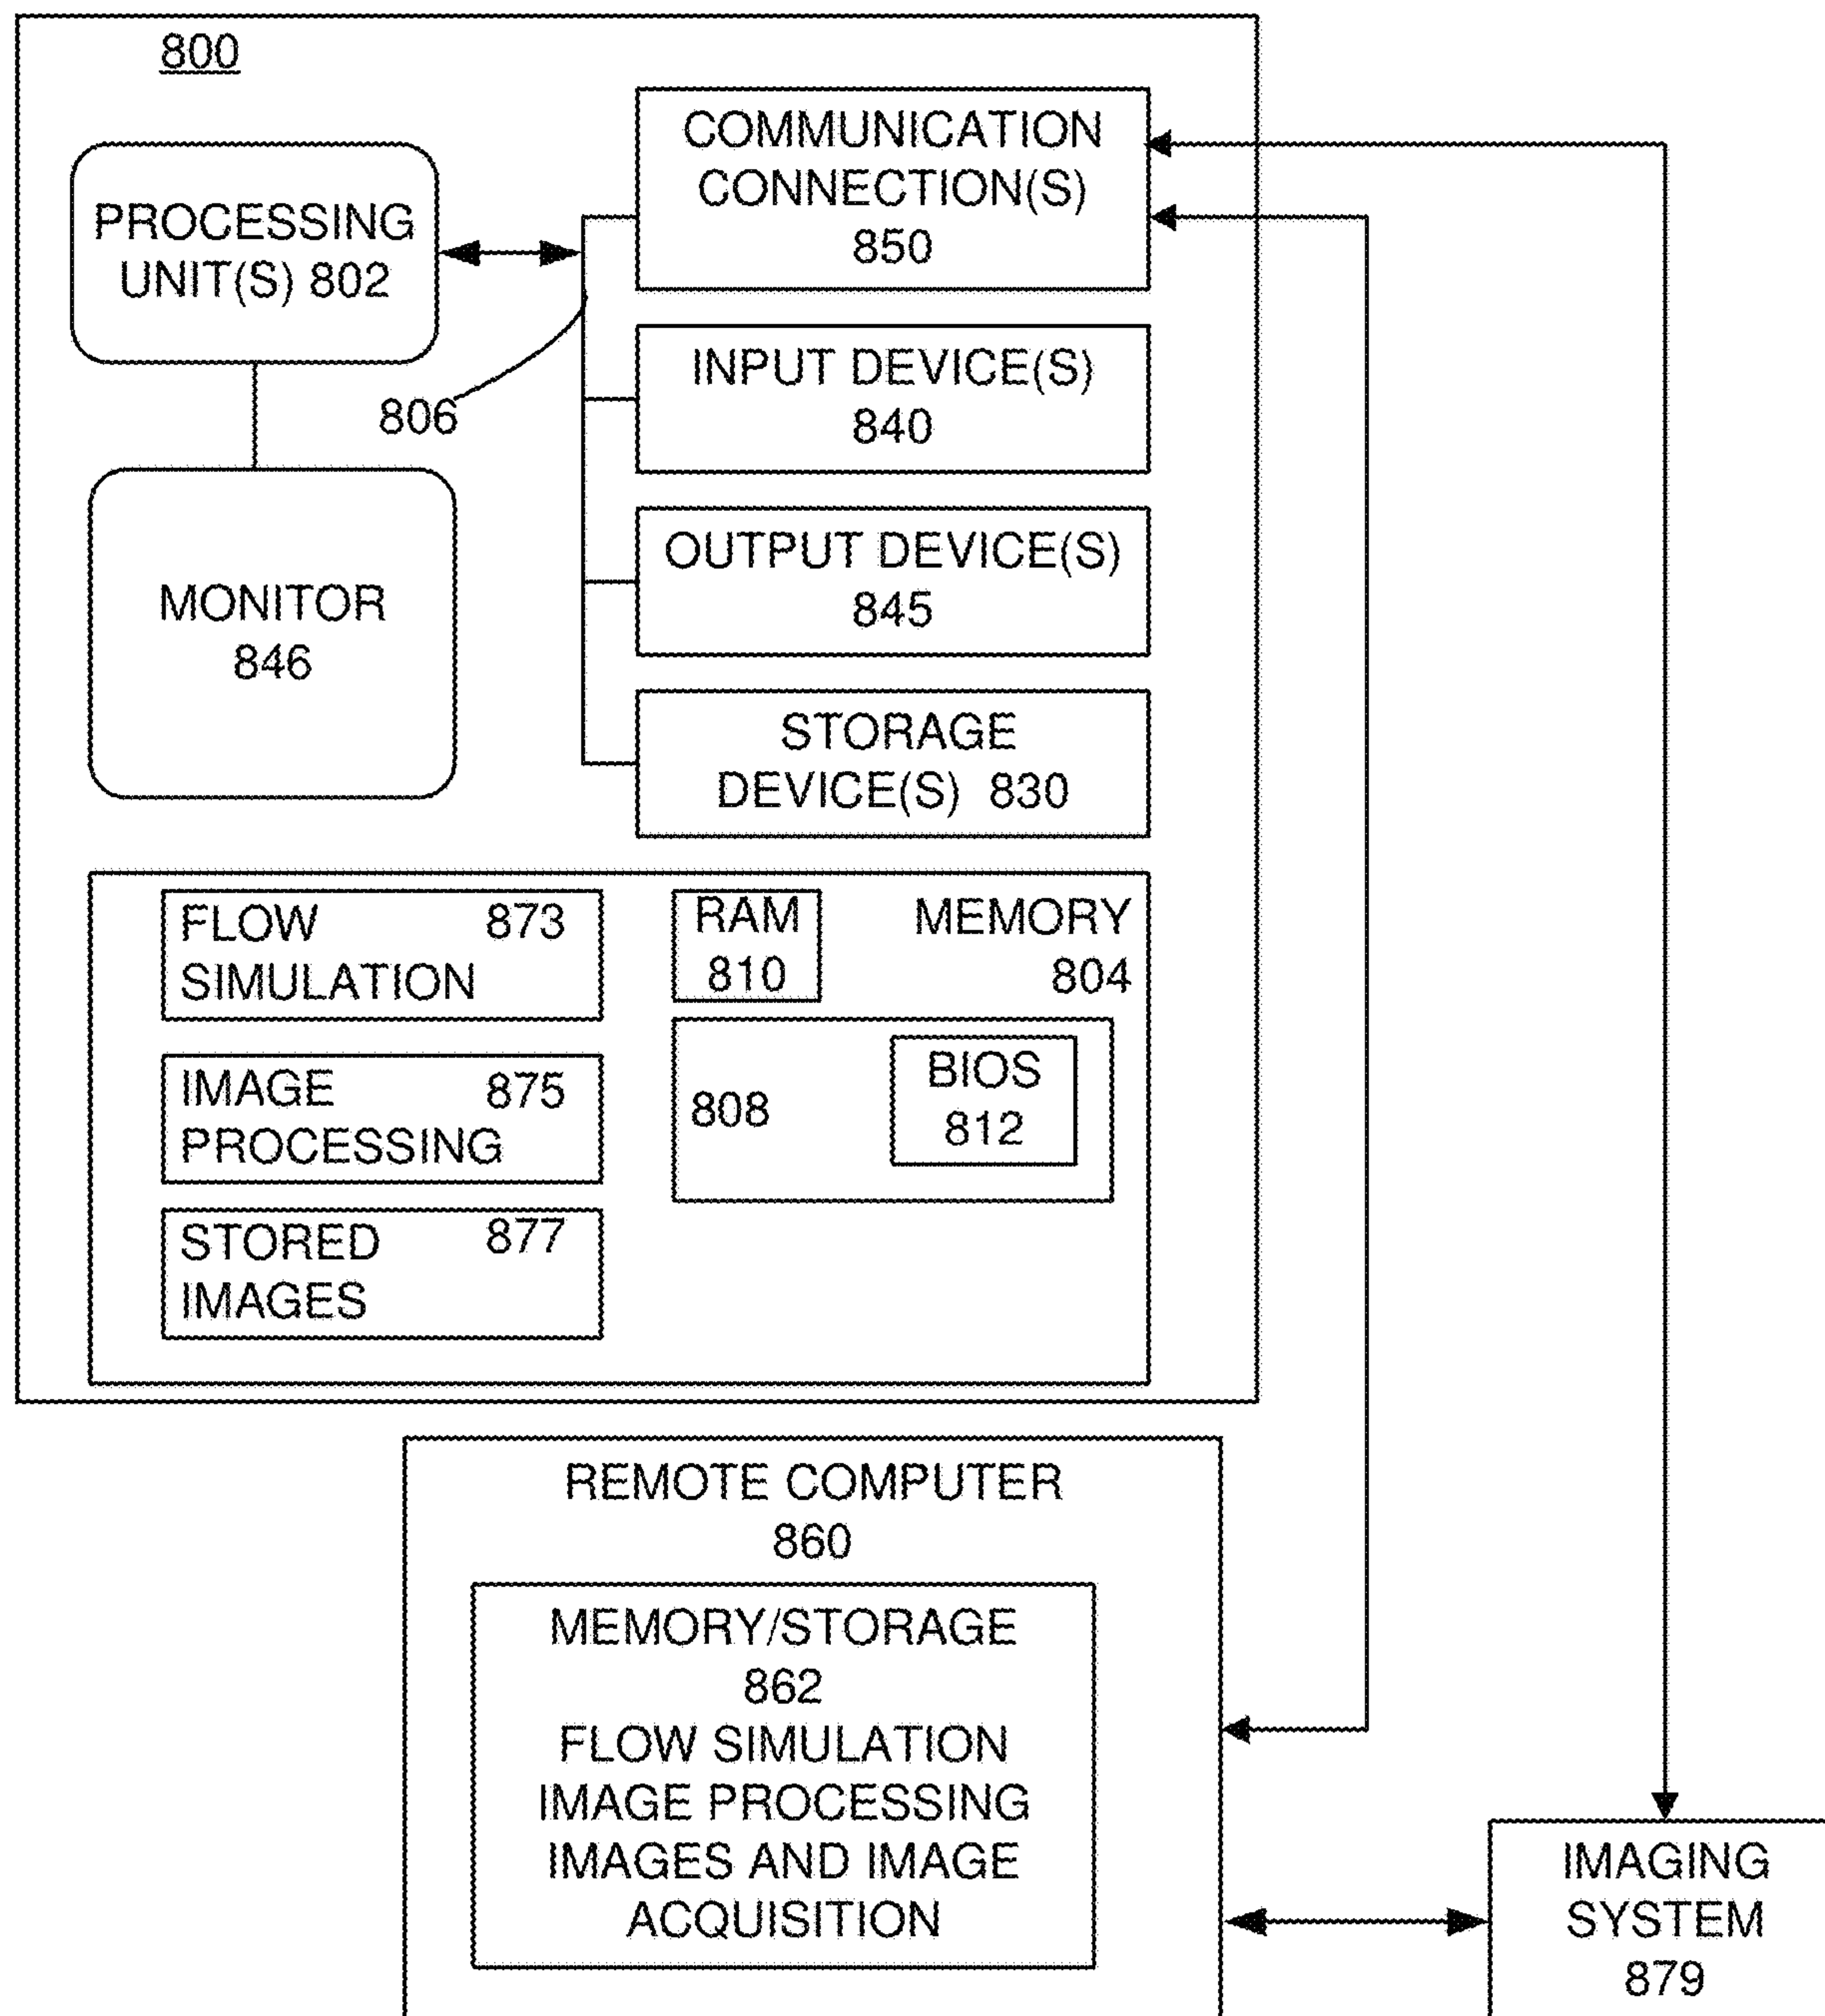 800
COMMUNICATION
CONNECTION(S)
850
PROCESSING
UNIT(S) 802
806
INPUT DEVICE(S)
840
OUTPUT DEVICE(S)
845
MONITOR
846
STORAGE
DEVICE(S) 830
FLOW 873
SIMULATION
RAM
810
MEMORY
804
IMAGE 875
PROCESSING
808
BIOS
812
STORED 877
IMAGES
REMOTE COMPUTER
860
MEMORY/STORAGE
862
FLOW SIMULATION
IMAGE PROCESSING
IMAGES AND IMAGE
ACQUISITION
IMAGING
SYSTEM
879